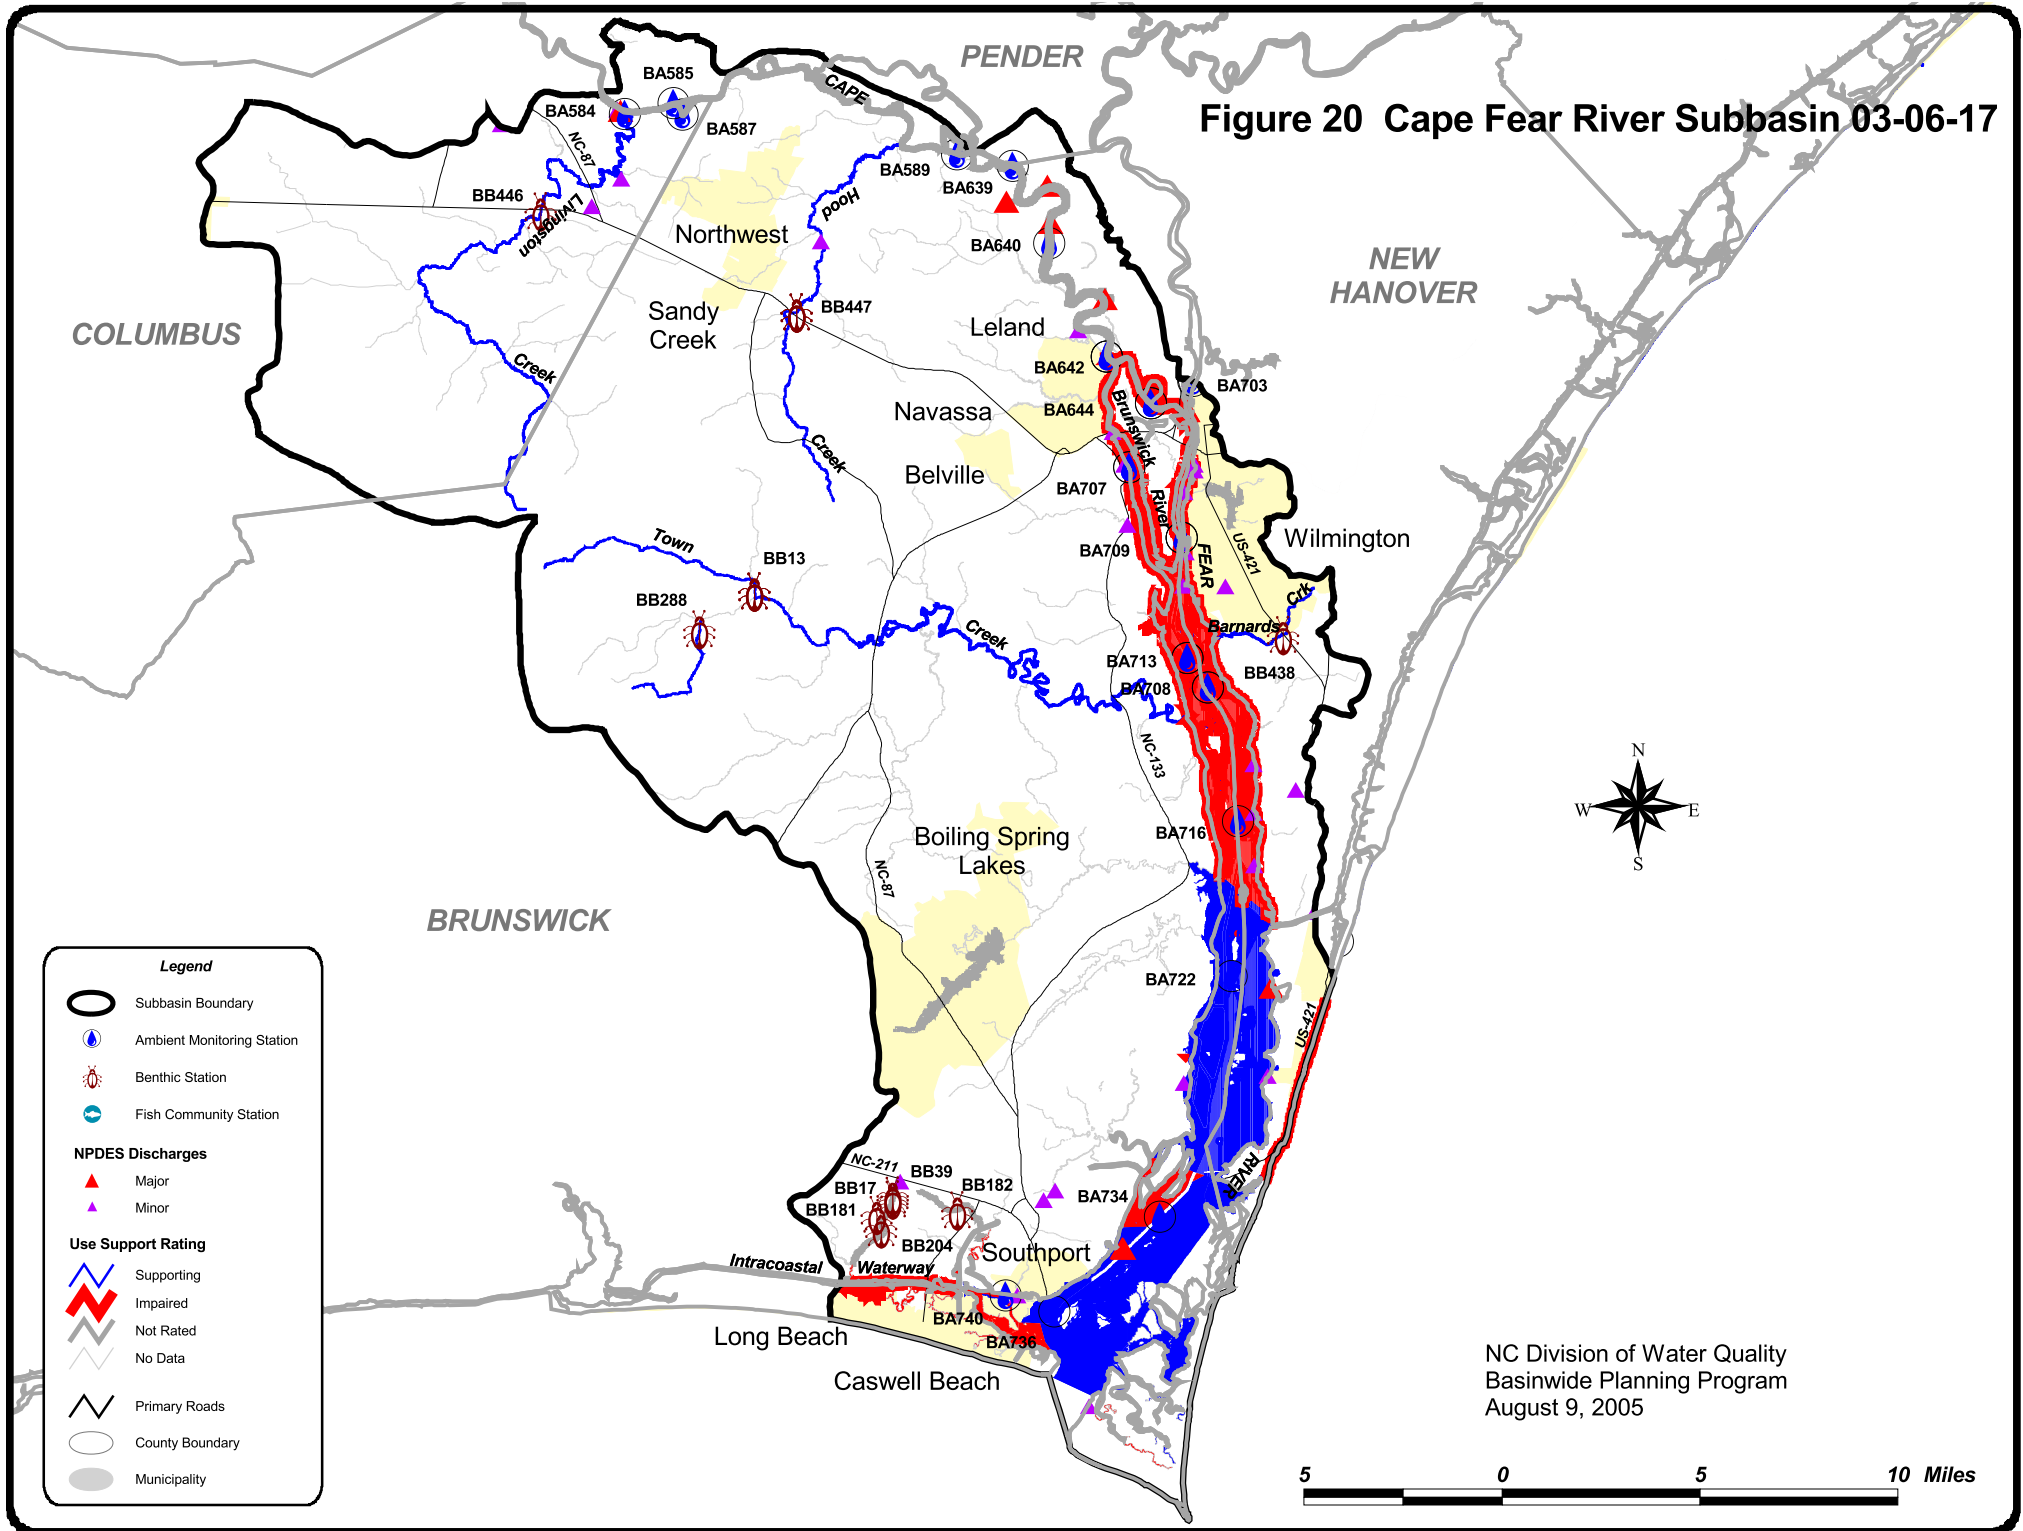 PENDER
Figure 20 Cape Fear River Subbasin 03-06-17
BA585
BA584
BA587
CAPE
NC-87
BA589
BA639
BB446
Livingston
Hood
Northwest
BA640
NEW
HANOVER
COLUMBUS
Sandy
Creek
BB447
Leland
Creek
BA642
BA703
Navassa
BA644
Brunswick
Creek
Belville
BA707
River
Wilmington
Town
BB13
BA709
FEAR
US-421
BB288
Crk
Creek
Barnards
BA713
BB438
BA708
NC-133
N
W
E
S
Boiling Spring
Lakes
BA716
NC-87
BRUNSWICK
BA722
US-421
Legend
Subbasin Boundary
Ambient Monitoring Station
Benthic Station
Fish Community Station
NPDES Discharges
Major
Minor
Use Support Rating
Supporting
Impaired
Not Rated
No Data
Primary Roads
County Boundary
Municipality
NC-211
BB39
BB17
BB182
BB181
BA734
RIVER
BB204
Southport
Intracoastal
Waterway
BA740
Long Beach
BA736
Caswell Beach
NC Division of Water Quality
Basinwide Planning Program
August 9, 2005
5 0 5 10 Miles